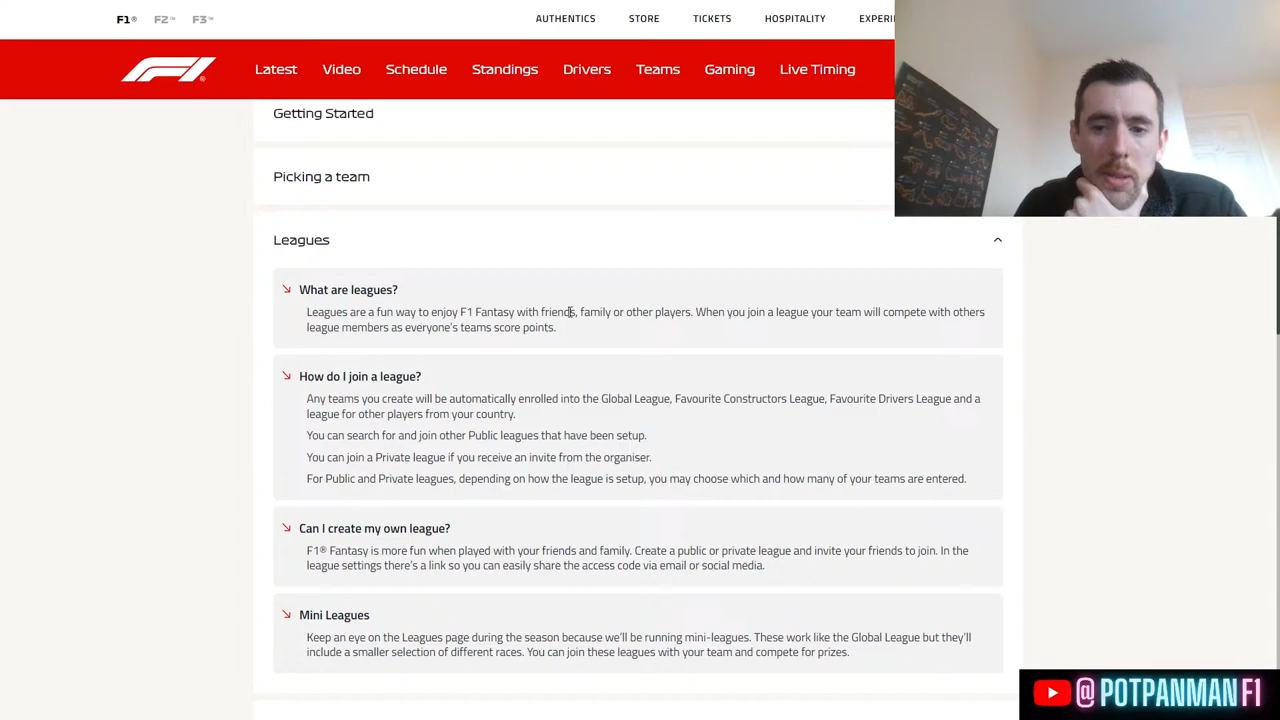 F1® F2™ F3™
AUTHENTICS STORE TICKETS HOSPITALITY
F1 Latest Video Schedule Standings Drivers Teams Gaming Live Timing
Getting Started
Picking a team
Leagues
What are leagues?
Leagues are a fun way to enjoy F1 Fantasy with friends, family or other players. When you join a league your team will compete with others
league members as everyone's teams score points.
How do I join a league?
Any teams you create will be automatically enrolled into the Global League, Favourite Constructors League, Favourite Drivers League and a
league for other players from your country.
You can search for and join other Public leagues that have been setup.
You can join a Private league if you receive an invite from the organiser.
For Public and Private leagues, depending on how the league is setup, you may choose which and how many of your teams are entered.
Can I create my own league?
F1® Fantasy is more fun when played with your friends and family. Create a public or private league and invite your friends to join. In the
league settings there's a link so you can easily share the access code via email or social media.
Mini Leagues
Keep an eye on the Leagues page during the season because we'll be running mini-leagues. These work like the Global League but they'll
include a smaller selection of different races. You can join these leagues with your team and compete for prizes.
@POTPANMAN F1